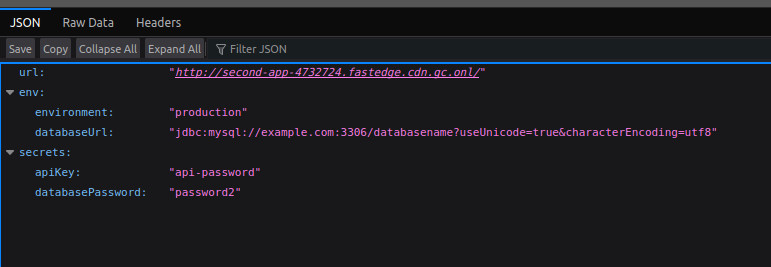 JSON Raw Data Headers
Save Copy Collapse All Expand All Filter JSON
url: "http://second-app-4732724.fastedge.cdn.gc.onl/"
env:
environment: "production"
databaseUrl: "jdbc:mysql://example.com:3306/databasename?useUnicode=true&characterEncoding=utf8"
secrets:
apiKey: "api-password"
databasePassword: "password2"